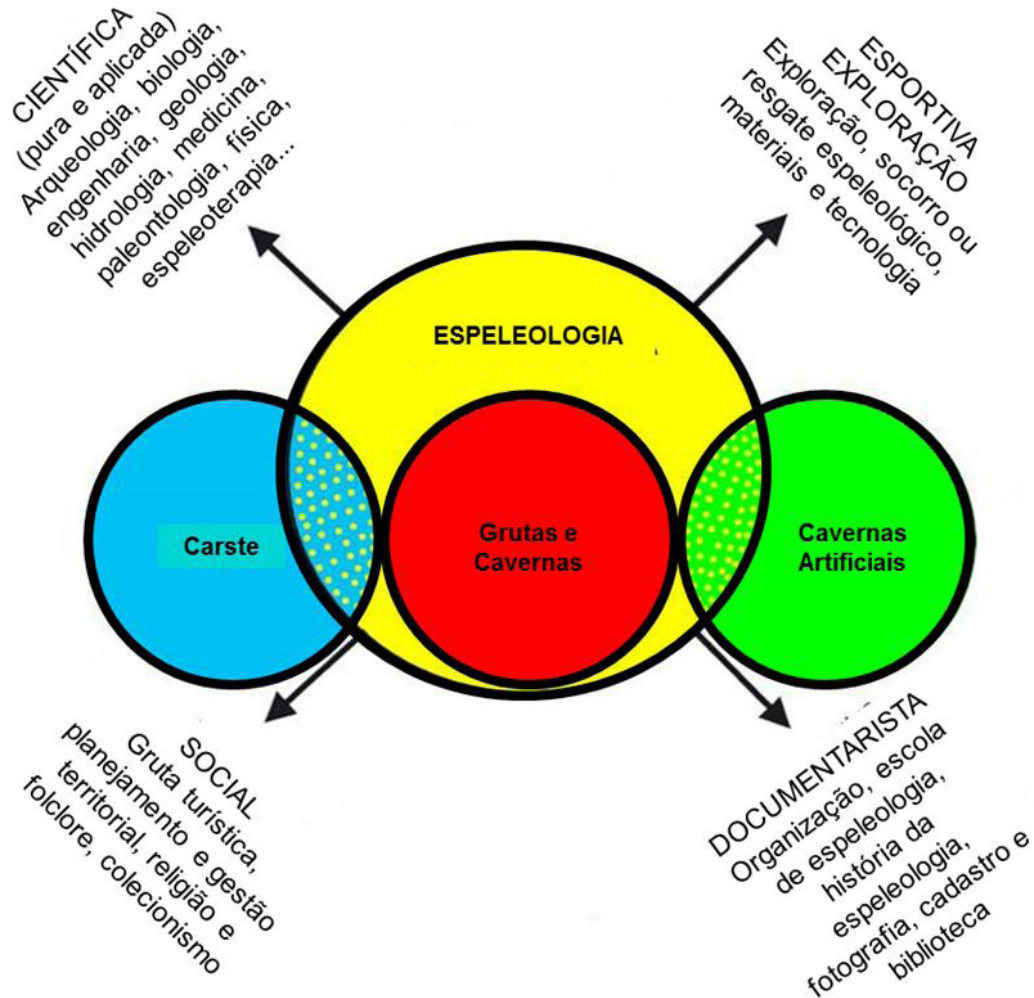 CIENTÍFICA
(pura e aplicada)
Arqueologia, biologia,
engenharia, geologia,
hidrologia, medicina,
paleontologia, física,
espeleoterapia...
ESPORTIVA
EXPLORAÇÃO
Exploração, socorro ou
resgate espeleológico,
materiais e tecnologia
ESPELEOLOGIA
Carste
Grutas e
Cavernas
Cavernas
Artificiais
SOCIAL
Gruta turística,
planejamento e gestão
territorial, religião e
folclore, colecionismo
DOCUMENTARISTA
Organização, escola
de espeleologia,
história da
espeleologia,
fotografia, cadastro e
biblioteca